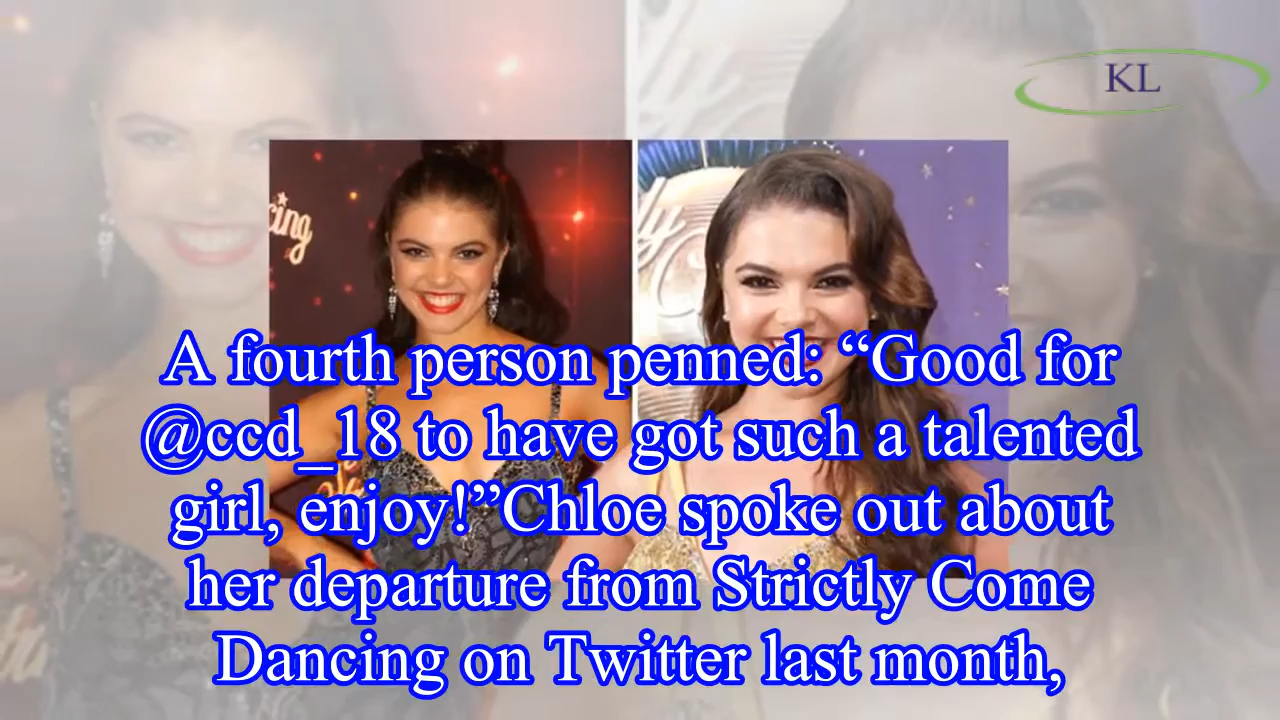 KL
cing
A fourth person penned: “Good for
@ccd_18 to have got such a talented
girl, enjoy!”Chloe spoke out about
her departure from Strictly Come
Dancing on Twitter last month,